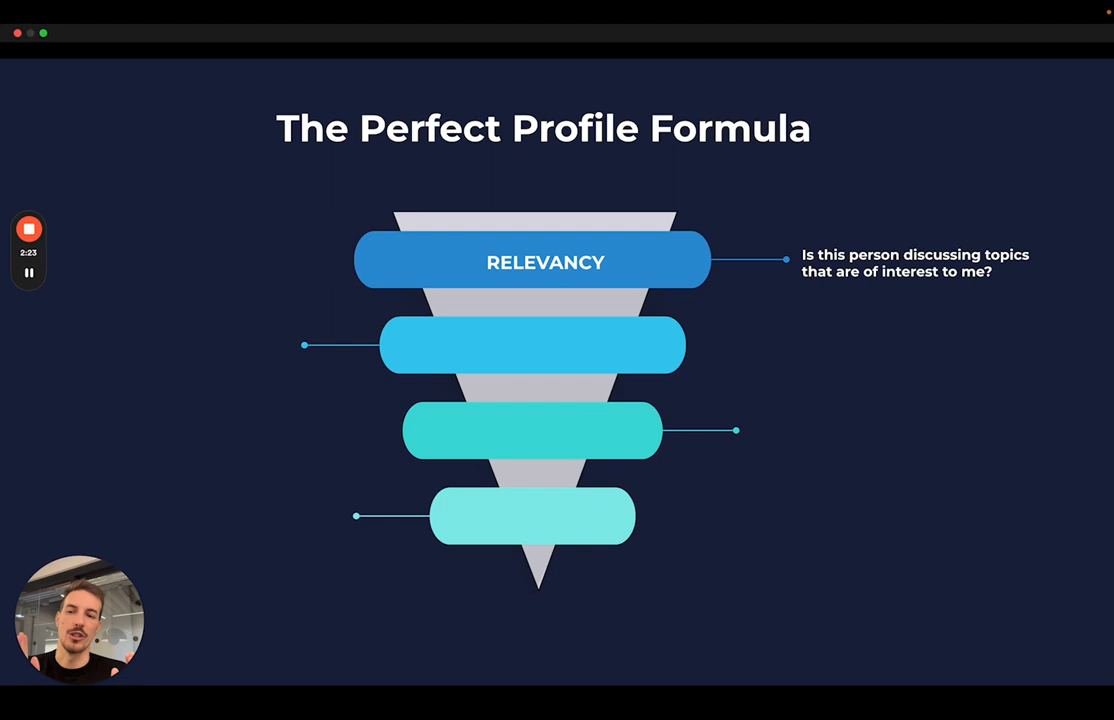 The Perfect Profile Formula
RELEVANCY
Is this person discussing topics
that are of interest to me?
2:23